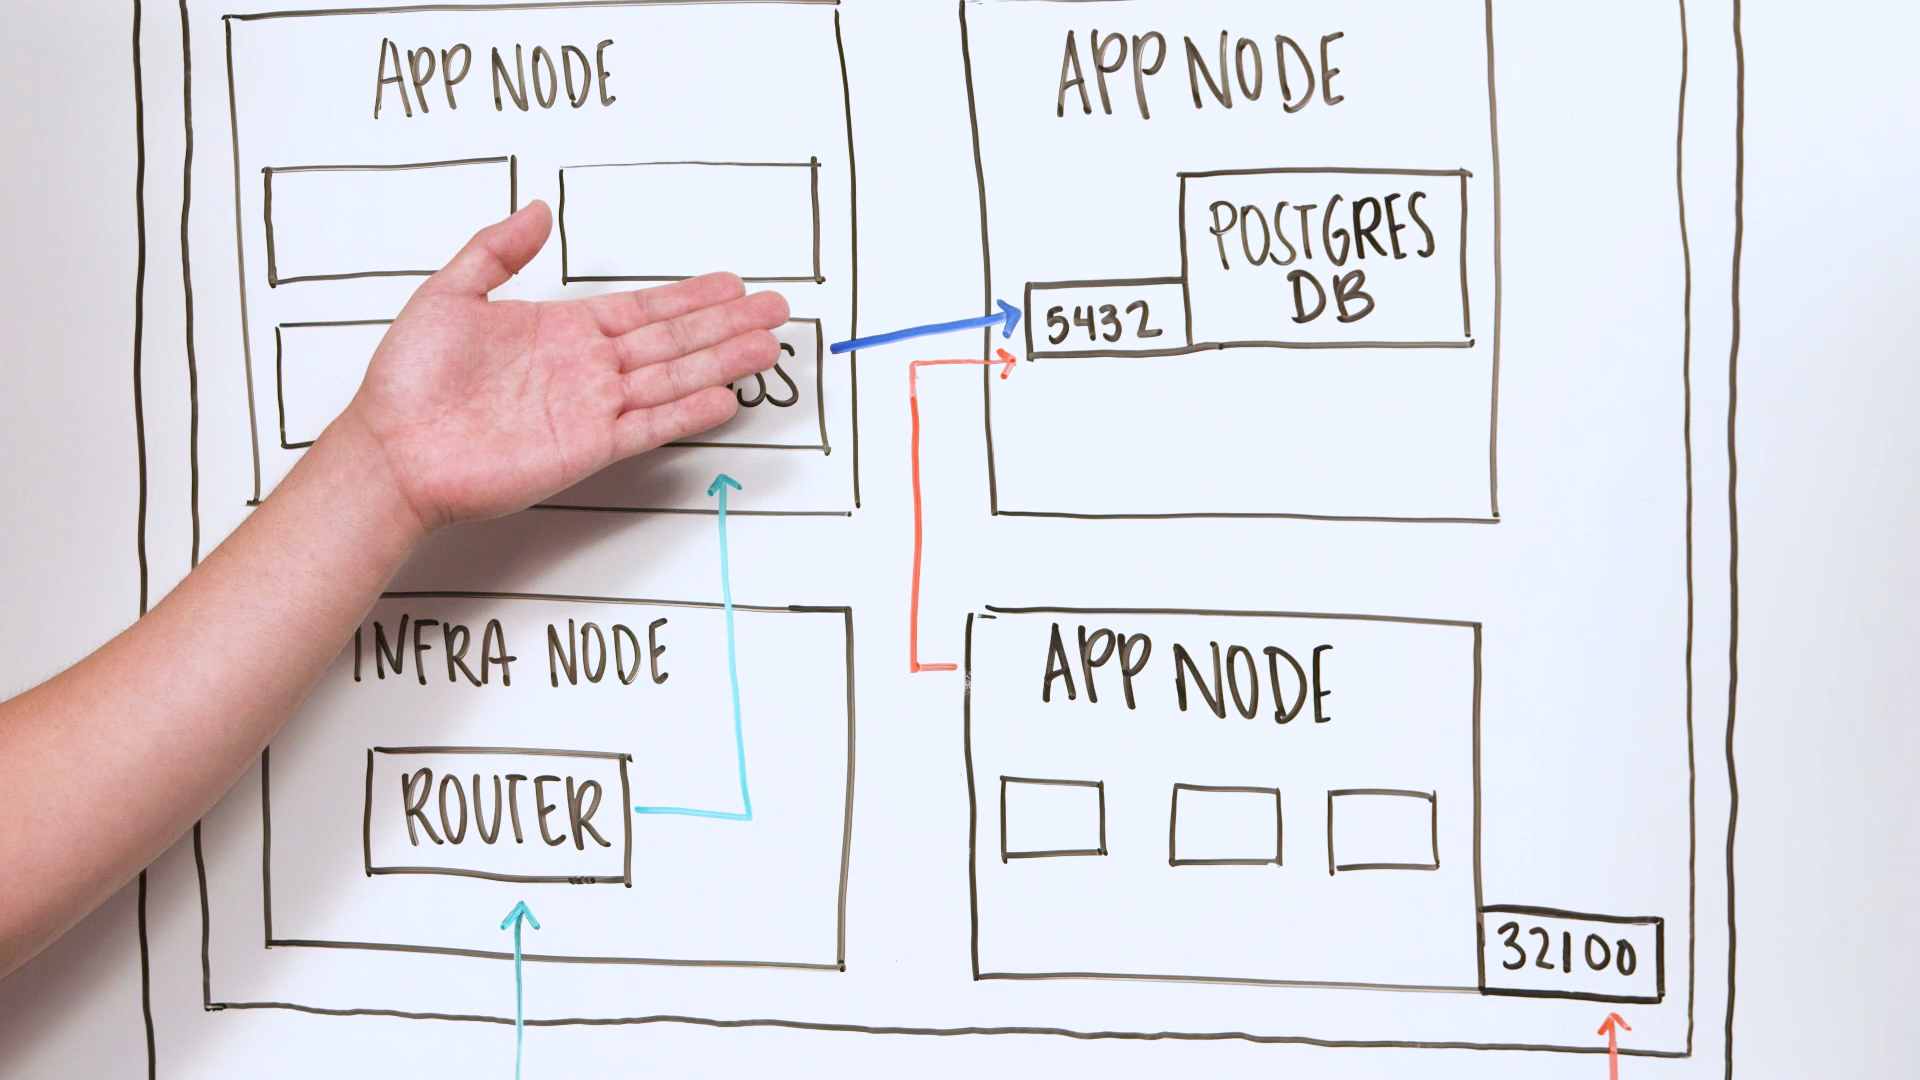 APP NODE
APP NODE
POSTGRES
DB
5432
INFRA NODE
APP NODE
ROUTER
32100